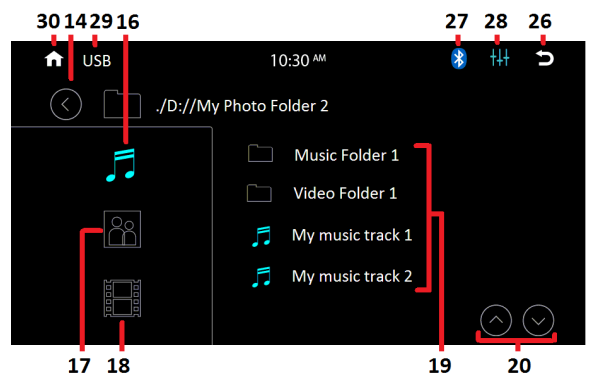 30 14 29 16 27 28 26
USB 10:30 AM
./D://My Photo Folder 2
Music Folder 1
Video Folder 1
My music track 1
My music track 2
17 18 19 20